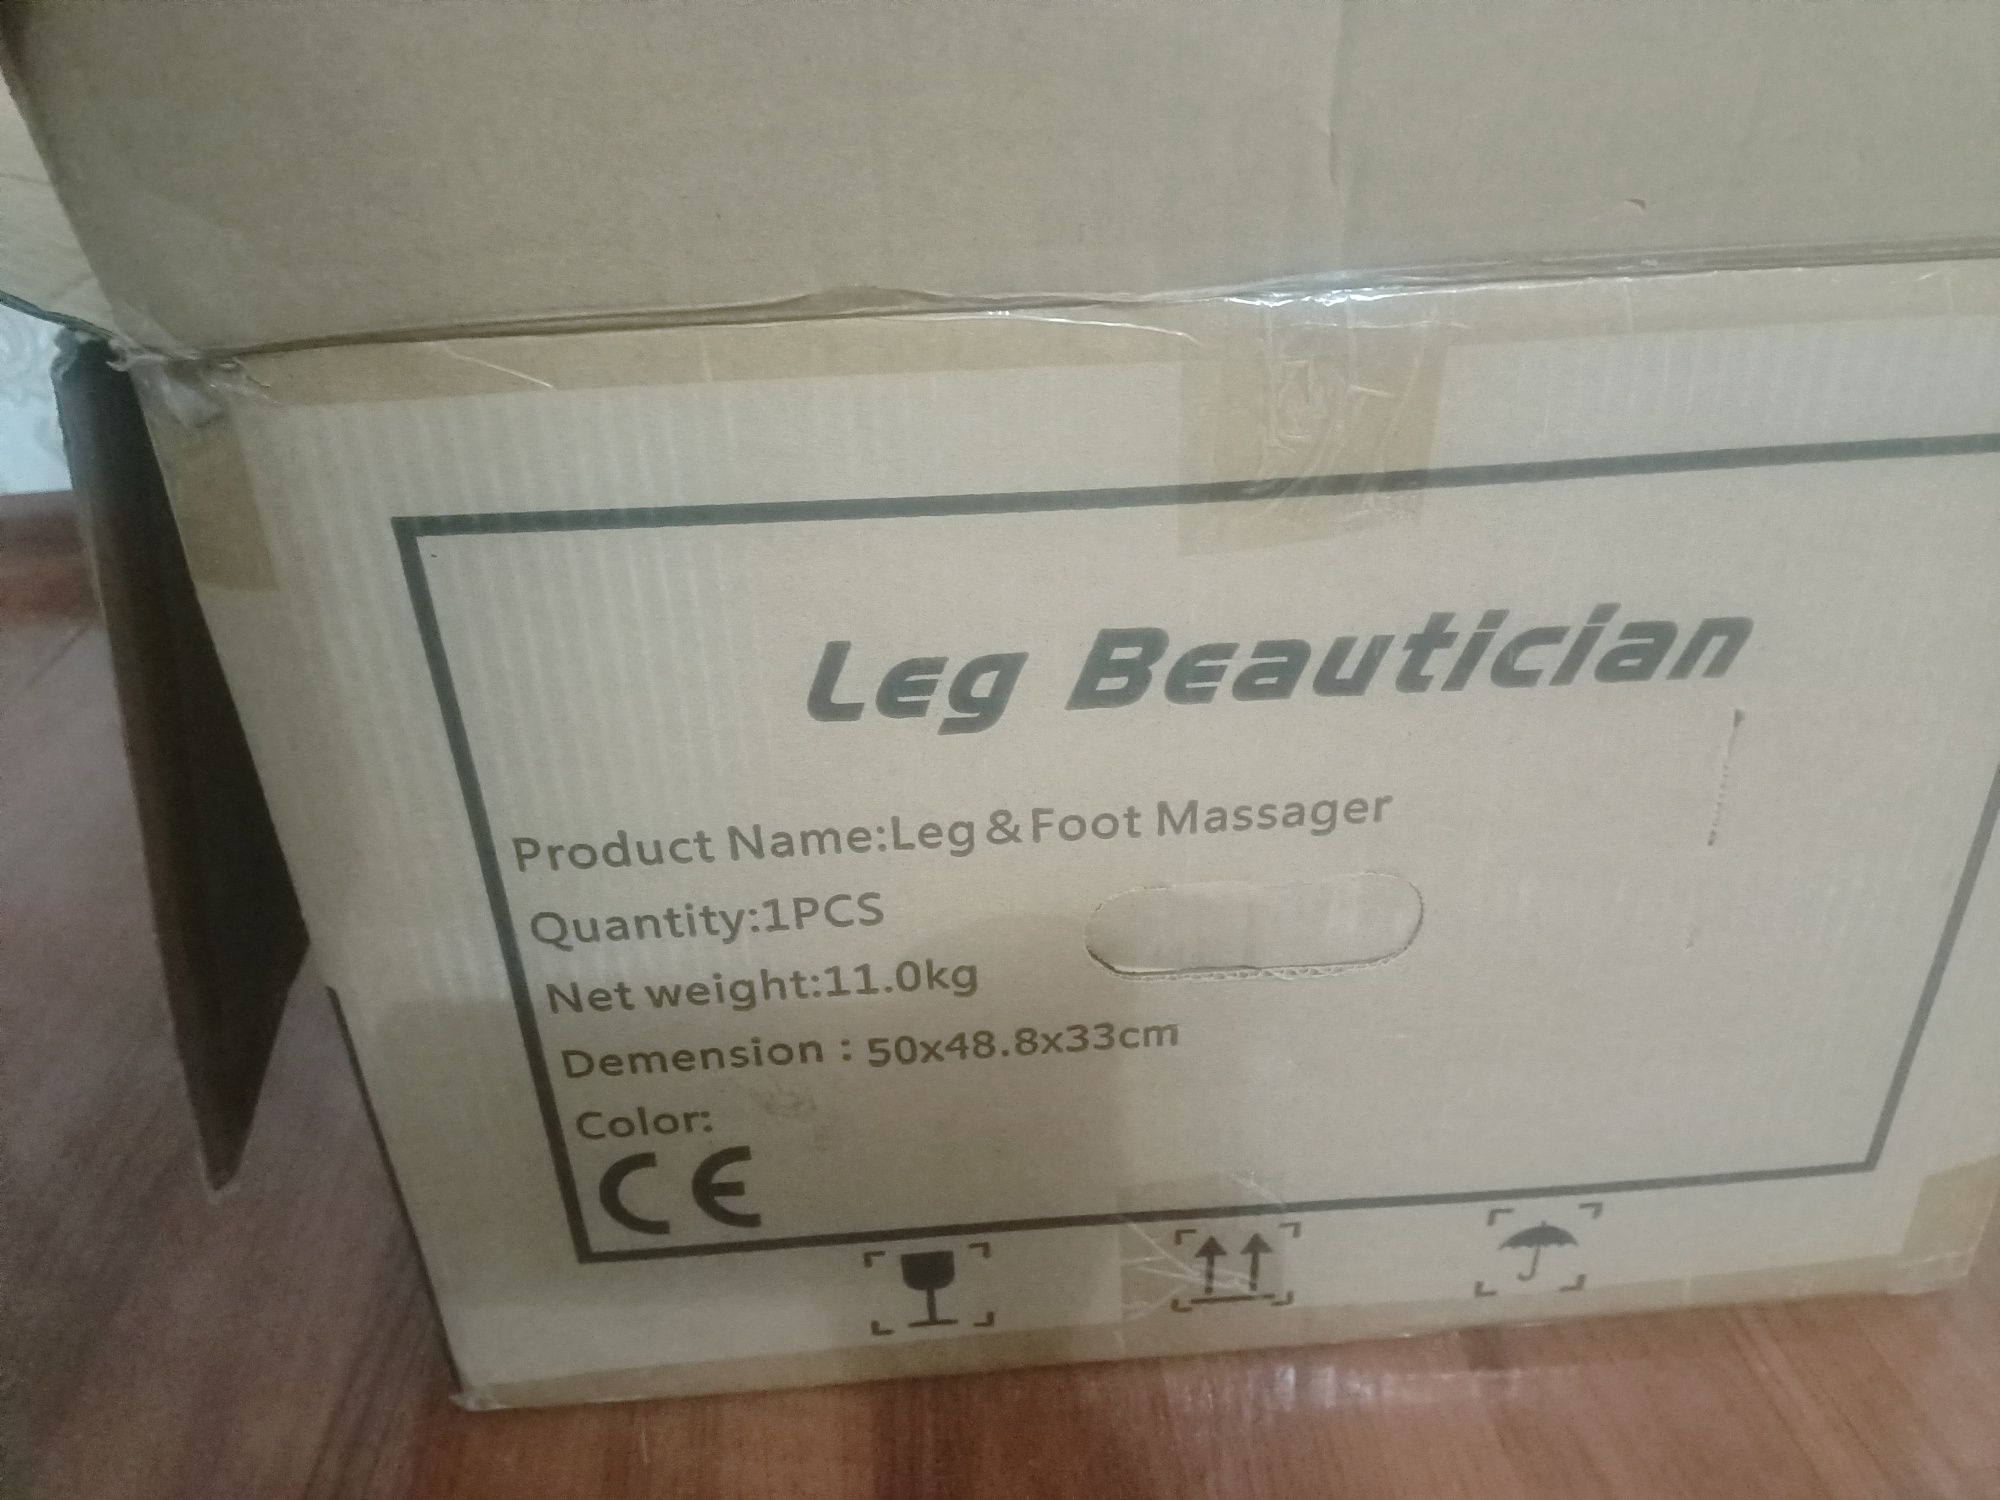 Leg Beautician
Product Name:Leg&Foot Massager
Quantity:1PCS
Net weight:11.0kg
Demension : 50x48.8x33cm
Color:
CE